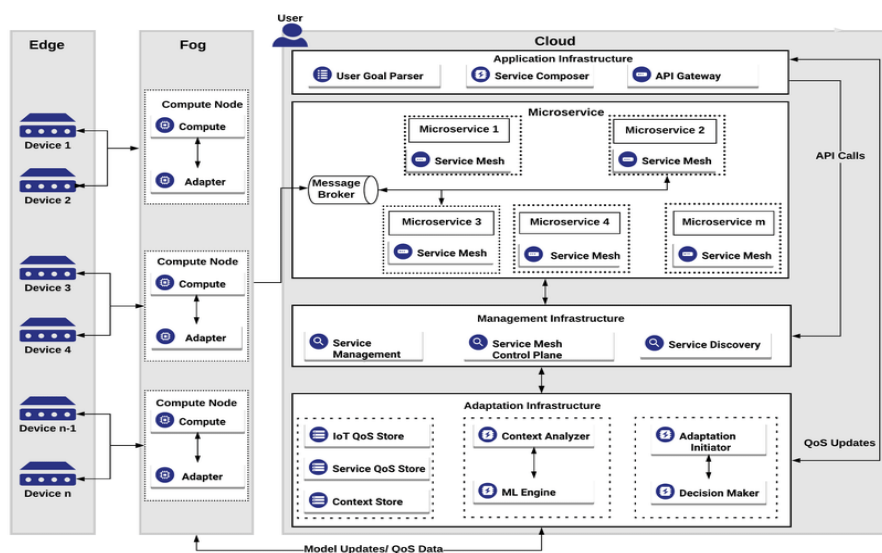 User
Edge
Fog
Cloud
Application Infrastructure
User Goal Parser
Service Composer
API Gateway
Compute Node
Compute
Adapter
Device 1
Device 2
Microservice
Microservice 1
Service Mesh
Microservice 2
Service Mesh
API Calls
Message
Broker
Microservice 3
Service Mesh
Microservice 4
Service Mesh
Microservice m
Service Mesh
Compute Node
Compute
Adapter
Device 3
Device 4
Management Infrastructure
Service
Management
Service Mesh
Control Plane
Service Discovery
Compute Node
Compute
Adapter
Device n-1
Device n
Adaptation Infrastructure
IoT QoS Store
Service QoS Store
Context Store
Context Analyzer
ML Engine
Adaptation
Initiator
Decision Maker
QoS Updates
Model Updates/ QoS Data